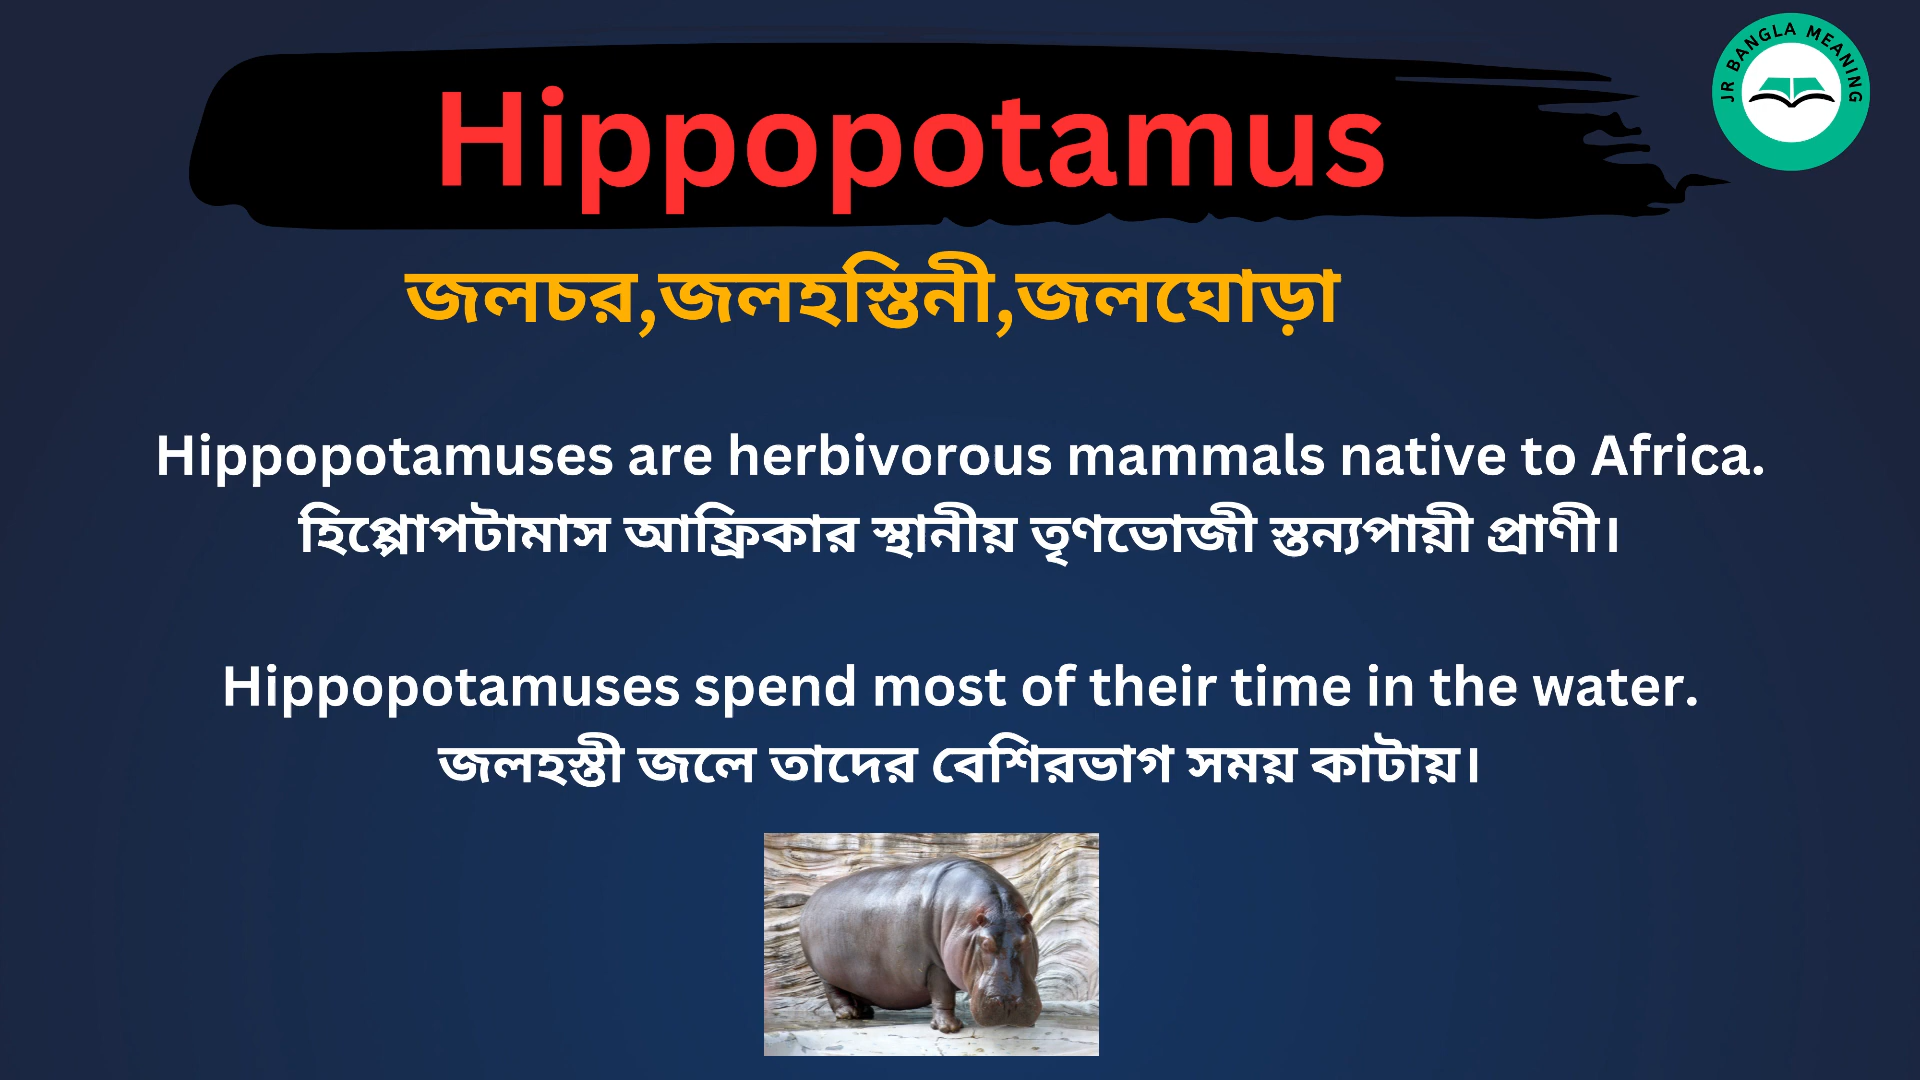 JR BANGLA MEANING
Hippopotamus
জলচর,জলহস্তিনী,জলঘোড়া
Hippopotamuses are herbivorous mammals native to Africa.
হিপ্পোপটামাস আফ্রিকার স্থানীয় তৃণভোজী স্তন্যপায়ী প্রাণী।
Hippopotamuses spend most of their time in the water.
জলহস্তী জলে তাদের বেশিরভাগ সময় কাটায়।